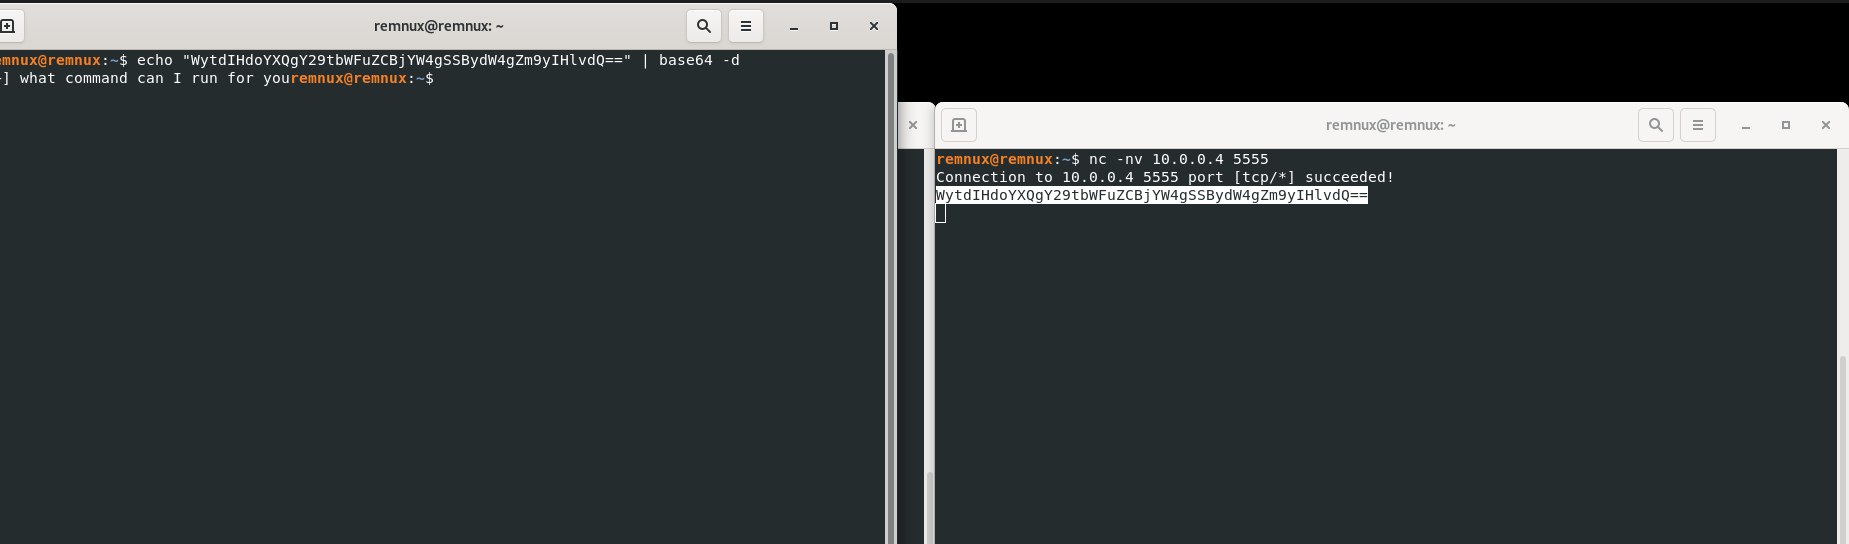 remnux@remnux: ~
mnux@remnux:~$ echo "WytdIHdoYXQgY29tbWFuZCBjYW4gSSBydW4gZm9yIHlvdQ==" | base64 -d
] what command can I run for youremnux@remnux:~$
remnux@remnux: ~
remnux@remnux:~$ nc -nv 10.0.0.4 5555
Connection to 10.0.0.4 5555 port [tcp/*] succeeded!
WytdIHdoYXQgY29tbWFuZCBjYW4gSSBydW4gZm9yIHlvdQ==